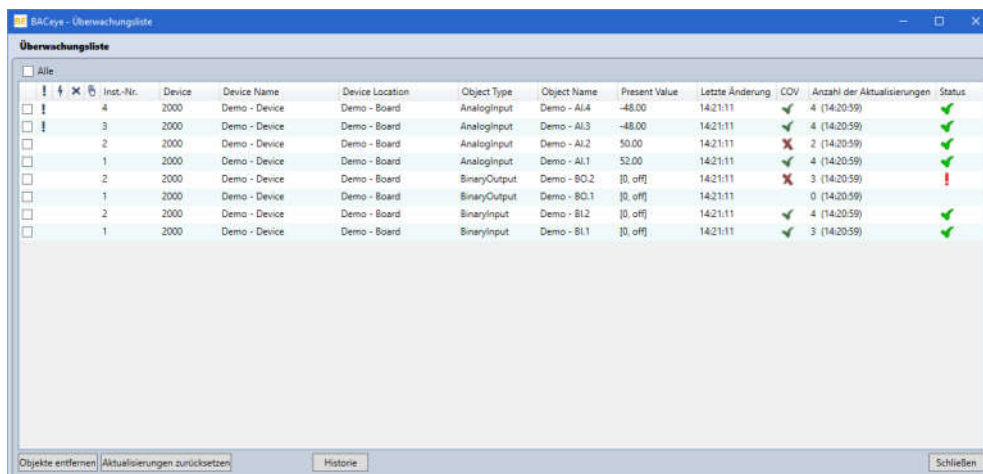 BE BACeye - Überwachungsliste
Überwachungsliste
Alle
Inst.-Nr. Device Device Name Device Location Object Type Object Name Present Value Letzte Änderung COV Anzahl der Aktualisierungen Status
4 2000 Demo - Device Demo - Board AnalogInput Demo - AI.4 -48.00 14:21:11 4 (14:20:59)
3 2000 Demo - Device Demo - Board AnalogInput Demo - AI.3 -48.00 14:21:11 4 (14:20:59)
2 2000 Demo - Device Demo - Board AnalogInput Demo - AI.2 50.00 14:21:11 2 (14:20:59)
1 2000 Demo - Device Demo - Board AnalogInput Demo - AI.1 52.00 14:21:11 4 (14:20:59)
2 2000 Demo - Device Demo - Board BinaryOutput Demo - BO.2 [0, off] 14:21:11 3 (14:20:59)
1 2000 Demo - Device Demo - Board BinaryOutput Demo - BO.1 [0, off] 14:21:11 0 (14:20:59)
2 2000 Demo - Device Demo - Board BinaryInput Demo - BI.2 [0, off] 14:21:11 4 (14:20:59)
1 2000 Demo - Device Demo - Board BinaryInput Demo - BI.1 [0, off] 14:21:11 3 (14:20:59)
Objekte entfernen Aktualisierungen zurücksetzen Historie Schließen